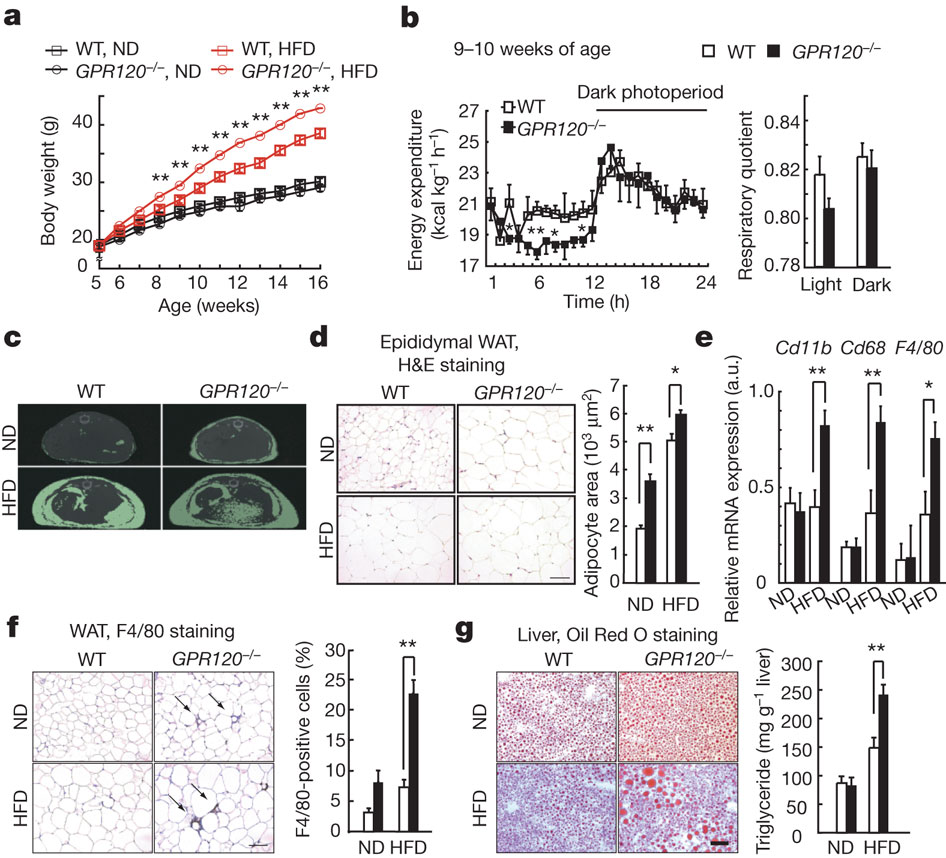 a
WT, ND
WT, HFD
GPR120–/–, ND
GPR120–/–, HFD
Body weight (g)
50
40
30
20
0
** ** ** ** ** ** ** ** **
5 6 8 10 12 14 16
Age (weeks)
b
9–10 weeks of age
WT GPR120–/–
Dark photoperiod
WT
GPR120–/–
Energy expenditure
(kcal kg–1 h–1)
27
25
23
21
19
17
* ** * *
1 6 12 18 24
Time (h)
Respiratory quotient
0.84
0.82
0.80
0.78
Light Dark
c
WT GPR120–/–
ND
HFD
d
Epididymal WAT,
H&E staining
WT GPR120–/–
ND
HFD
Adipocyte area (10³ µm²)
7
6
5
4
3
2
1
0
**
*
ND HFD
e
Cd11b Cd68 F4/80
Relative mRNA expression (a.u.)
1.0
0.5
0
** ** *
ND HFD ND HFD ND HFD
f
WAT, F4/80 staining
WT GPR120–/–
ND
HFD
F4/80-positive cells (%)
30
25
20
15
10
5
0
**
ND HFD
g
Liver, Oil Red O staining
WT GPR120–/–
ND
HFD
Triglyceride (mg g–1 liver)
300
250
200
150
100
50
0
**
ND HFD